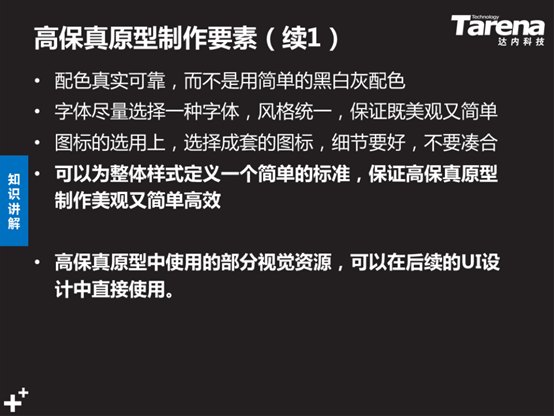 高保真原型制作要素（续1）
Technology
Tarena
达内科技
• 配色真实可靠，而不是用简单的黑白灰配色
• 字体尽量选择一种字体，风格统一，保证既美观又简单
• 图标的选用上，选择成套的图标，细节要好，不要凑合
• 可以为整体样式定义一个简单的标准，保证高保真原型
制作美观又简单高效
知识讲解
• 高保真原型中使用的部分视觉资源，可以在后续的UI设
计中直接使用。